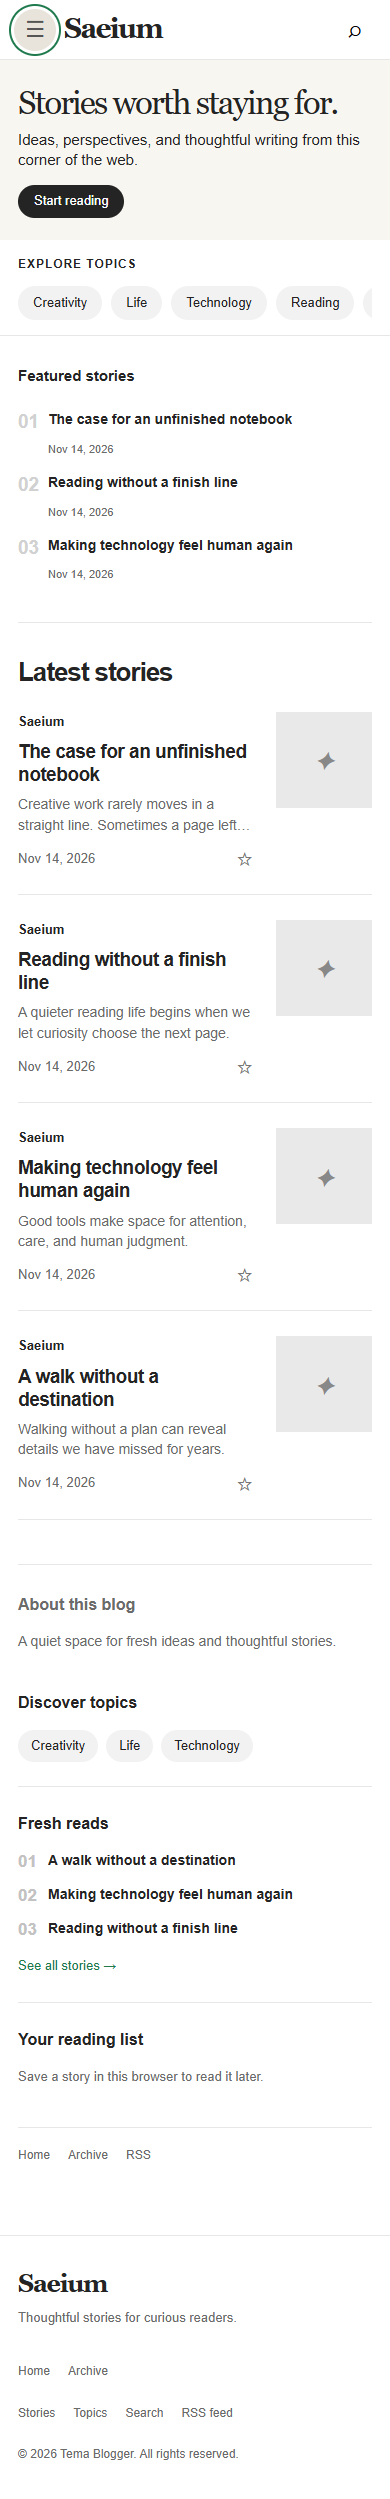 Saeium
Stories worth staying for.
Ideas, perspectives, and thoughtful writing from this
corner of the web.
Start reading
EXPLORE TOPICS
Creativity Life Technology Reading
Featured stories
01 The case for an unfinished notebook
Nov 14, 2026
02 Reading without a finish line
Nov 14, 2026
03 Making technology feel human again
Nov 14, 2026
Latest stories
Saeium
The case for an unfinished
notebook
Creative work rarely moves in a
straight line. Sometimes a page left…
Nov 14, 2026
Saeium
Reading without a finish
line
A quieter reading life begins when we
let curiosity choose the next page.
Nov 14, 2026
Saeium
Making technology feel
human again
Good tools make space for attention,
care, and human judgment.
Nov 14, 2026
Saeium
A walk without a
destination
Walking without a plan can reveal
details we have missed for years.
Nov 14, 2026
About this blog
A quiet space for fresh ideas and thoughtful stories.
Discover topics
Creativity Life Technology
Fresh reads
01 A walk without a destination
02 Making technology feel human again
03 Reading without a finish line
See all stories →
Your reading list
Save a story in this browser to read it later.
Home Archive RSS
Saeium
Thoughtful stories for curious readers.
Home Archive
Stories Topics Search RSS feed
© 2026 Tema Blogger. All rights reserved.